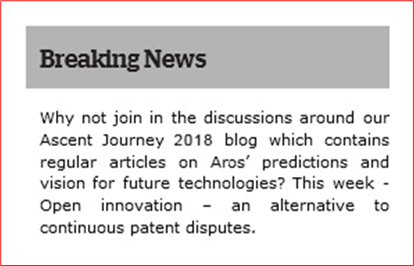 Breaking News
Why not join in the discussions around our
Ascent Journey 2018 blog which contains
regular articles on Aros’ predictions and
vision for future technologies? This week -
Open innovation – an alternative to
continuous patent disputes.